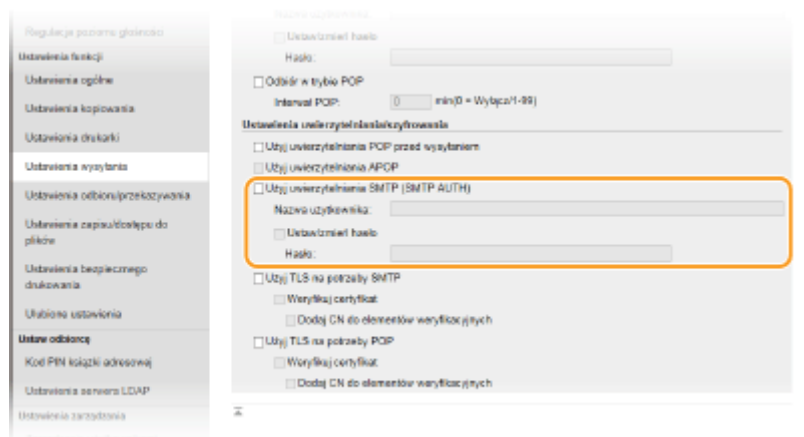 Regulacja poziomu głośności
Ustawienia funkcji
Ustawienia ogólne
Ustawienia kopiowania
Ustawienia drukarki
Ustawienia wysyłania
Ustawienia odbioru/przekazywania
Ustawienia zapisu/dostępu do
plików
Ustawienia bezpiecznego
drukowania
Ulubione ustawienia
Ustaw odbiorcę
Kod PIN książki adresowej
Ustawienia serwera LDAP
Ustawienia zarządzania
Nazwa użytkownika:
Ustaw/zmień hasło
Hasło:
Odbiór w trybie POP
Interwał POP: 0 min(0 = Wyłącz/1-99)
Ustawienia uwierzytelniania/szyfrowania
Użyj uwierzytelniania POP przed wysyłaniem
Użyj uwierzytelniania APOP
Użyj uwierzytelniania SMTP (SMTP AUTH)
Nazwa użytkownika:
Ustaw/zmień hasło
Hasło:
Użyj TLS na potrzeby SMTP
Weryfikuj certyfikat
Dodaj CN do elementów weryfikacyjnych
Użyj TLS na potrzeby POP
Weryfikuj certyfikat
Dodaj CN do elementów weryfikacyjnych